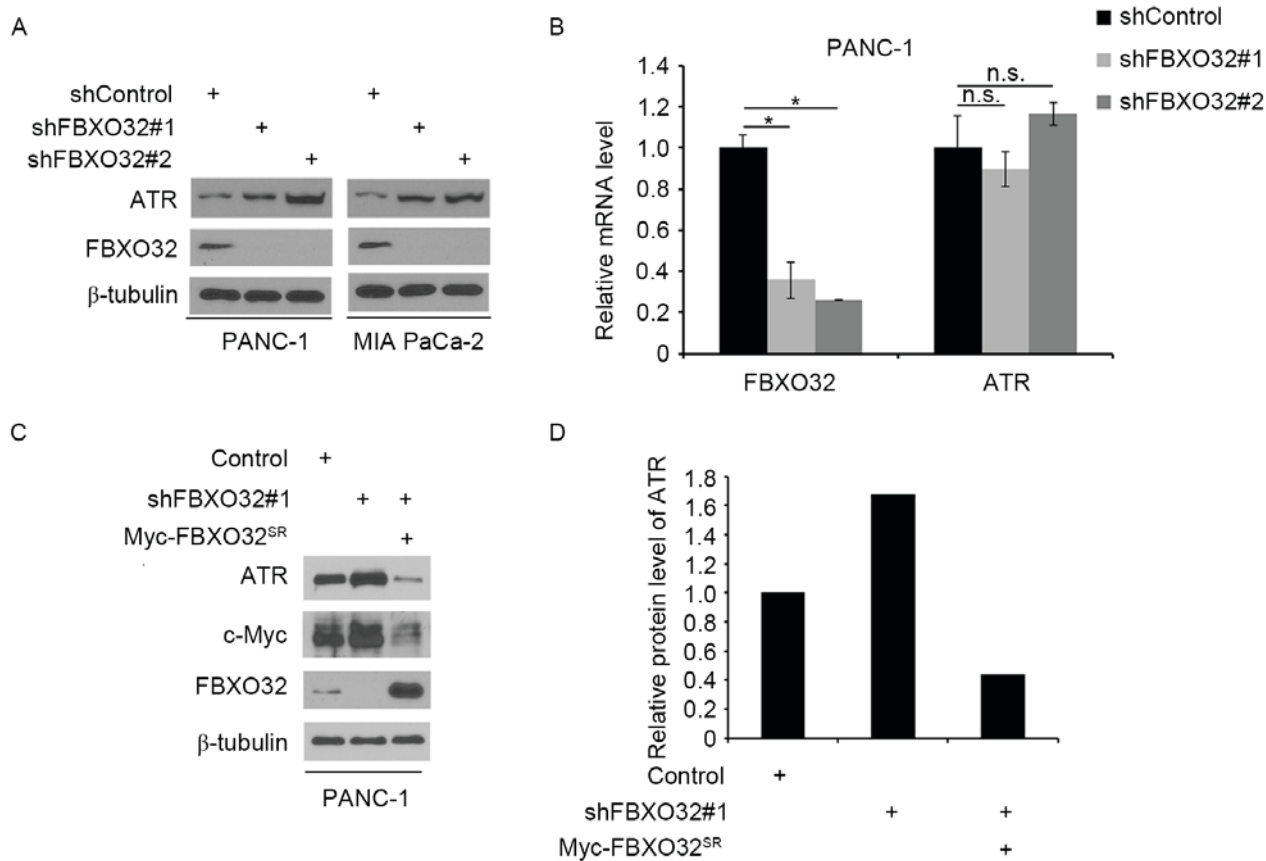 A
shControl + +
shFBXO32#1 + +
shFBXO32#2 + +
ATR
FBXO32
β-tubulin
PANC-1 MIA PaCa-2
B
PANC-1
shControl
shFBXO32#1
shFBXO32#2
Relative mRNA level
1.4
1.2
1.0
0.8
0.6
0.4
0.2
0
*
*
n.s.
n.s.
FBXO32 ATR
C
Control +
shFBXO32#1 + +
Myc-FBXO32SR +
ATR
c-Myc
FBXO32
β-tubulin
PANC-1
D
Relative protein level of ATR
1.8
1.6
1.4
1.2
1.0
0.8
0.6
0.4
0.2
0
Control +
shFBXO32#1 + +
Myc-FBXO32SR +